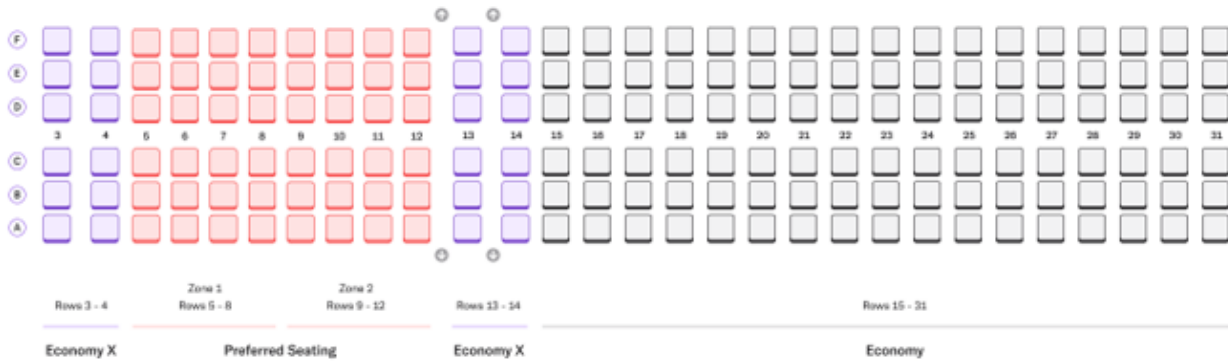 F
E
D
3 4 5 6 7 8 9 10 11 12 13 14 15 16 17 18 19 20 21 22 23 24 25 26 27 28 29 30 31
C
B
A
Zone 1 Zone 2
Rows 3 - 4 Rows 5 - 8 Rows 9 - 12 Rows 13 - 14 Rows 15 - 31
Economy X Preferred Seating Economy X Economy